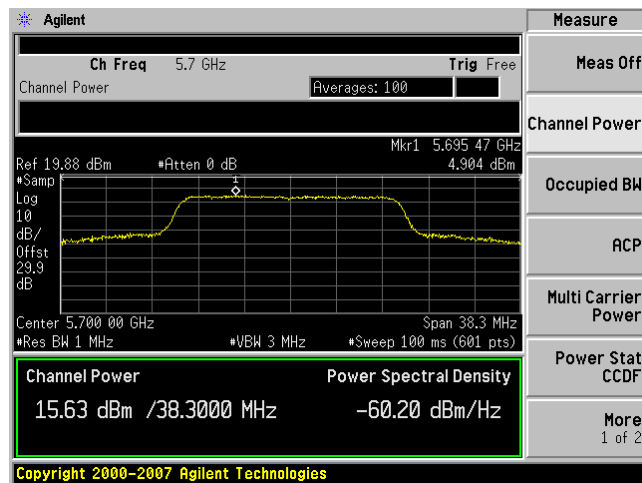 Agilent
Measure
Ch Freq 5.7 GHz Trig Free
Channel Power Averages: 100
Mkr1 5.695 47 GHz
Ref 19.88 dBm #Atten 0 dB 4.904 dBm
#Samp
Log
10
dB/
Offst
29.9
dB
1
Center 5.700 00 GHz Span 38.3 MHz
#Res BW 1 MHz #VBW 3 MHz #Sweep 100 ms (601 pts)
Channel Power Power Spectral Density
15.63 dBm /38.3000 MHz -60.20 dBm/Hz
Meas Off
Channel Power
Occupied BW
ACP
Multi Carrier
Power
Power Stat
CCDF
More
1 of 2
Copyright 2000-2007 Agilent Technologies